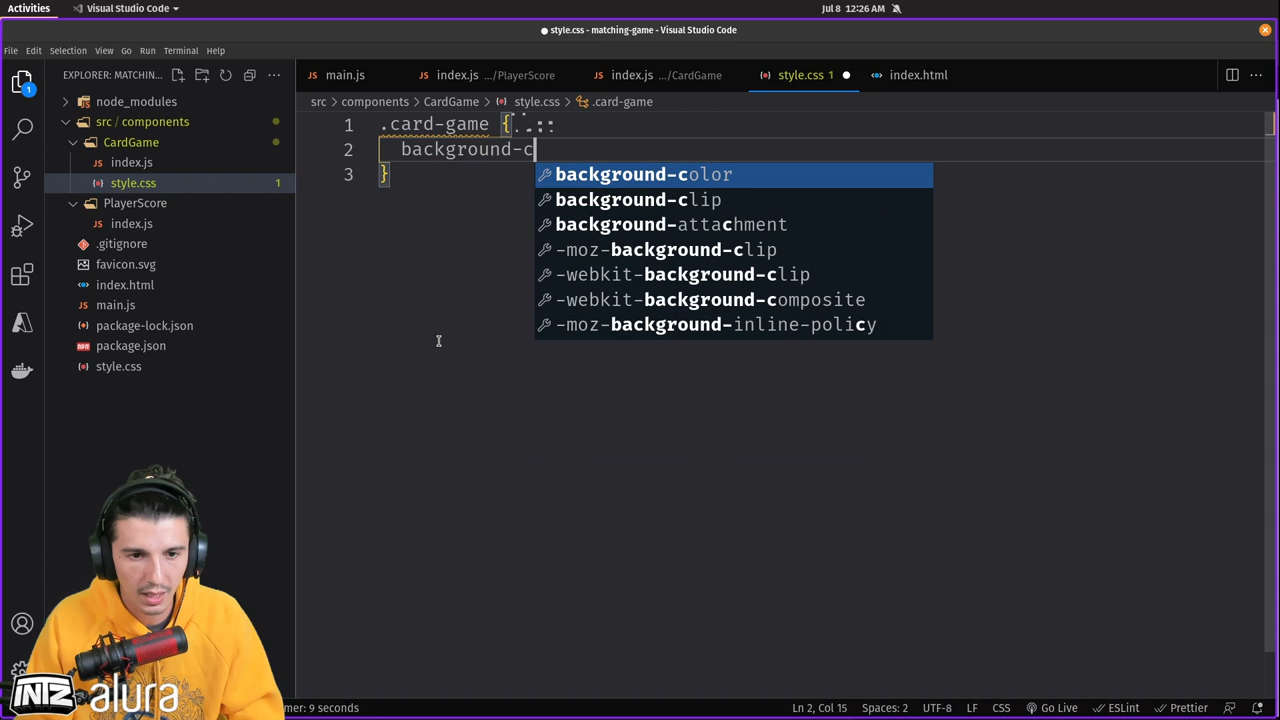 Activities
Visual Studio Code
Jul 8 12:26 AM
style.css - matching-game - Visual Studio Code
File Edit Selection View Go Run Terminal Help
EXPLORER: MATCHIN...
main.js
index.js .../PlayerScore
index.js .../CardGame
style.css 1
index.html
src > components > CardGame > style.css > .card-game
1
node_modules
src / components
CardGame
index.js
style.css 1
PlayerScore
index.js
.gitignore
favicon.svg
index.html
main.js
package-lock.json
package.json
style.css
1 .card-game {
2 background-c
3 }
background-color
background-clip
background-attachment
-moz-background-clip
-webkit-background-clip
-webkit-background-composite
-moz-background-inline-policy
INTZ alura
mer: 9 seconds
Ln 2, Col 15 Spaces: 2 UTF-8 LF CSS Go Live ESLint Prettier